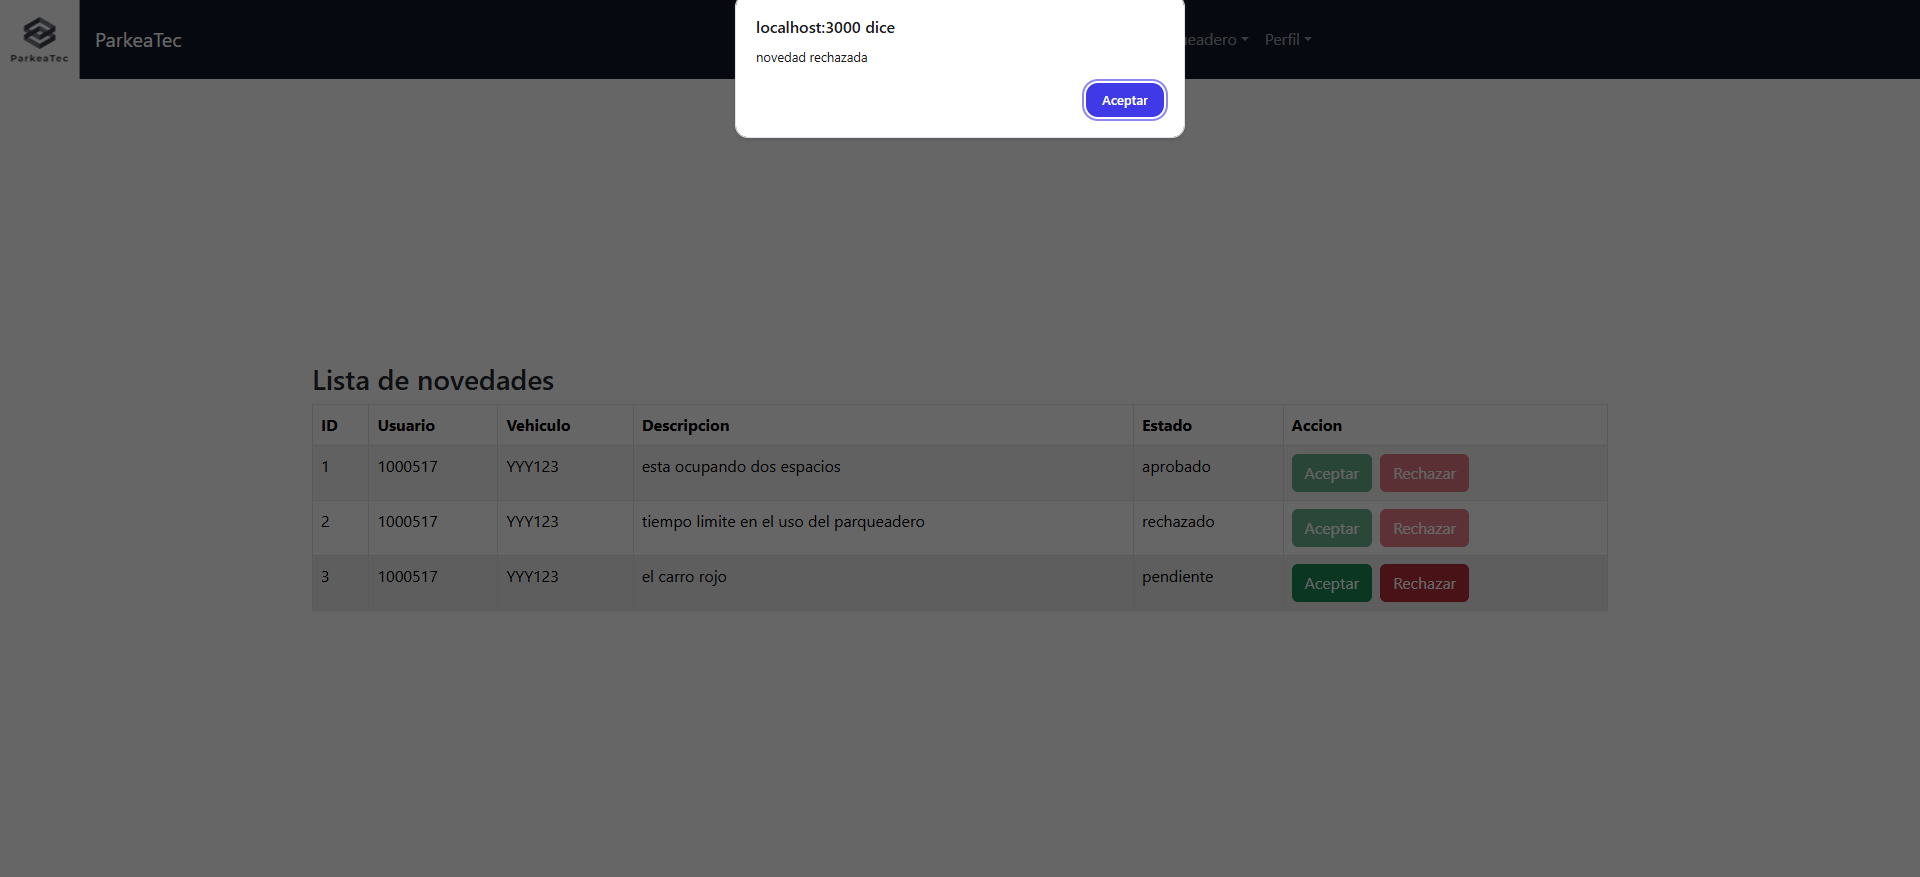 localhost:3000 dice
novedad rechazada
Aceptar
ParkeaTec
ParkeaTec
Perfil
Lista de novedades
ID Usuario Vehiculo Descripcion Estado Accion
1 1000517 YYY123 esta ocupando dos espacios aprobado Aceptar Rechazar
2 1000517 YYY123 tiempo limite en el uso del parqueadero rechazado Aceptar Rechazar
3 1000517 YYY123 el carro rojo pendiente Aceptar Rechazar